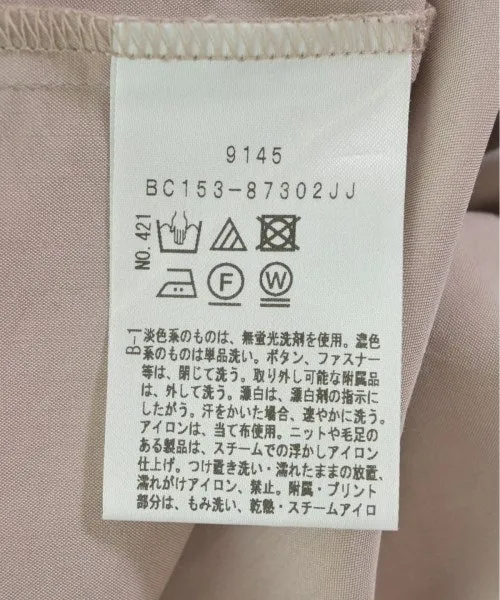 9145
BC153-87302JJ
NO.421
F
W
B-1
淡色系のものは、無蛍光洗剤を使用。濃色
系のものは単品洗い。ボタン、ファスナー
等は、閉じて洗う。取り外し可能な附属品
は、外して洗う。漂白は、漂白剤の指示に
したがう。汗をかいた場合、速やかに洗う。
アイロンは、当て布使用。ニットや毛足の
ある製品は、スチームでの浮かしアイロン
仕上げ。つけ置き洗い・濡れたままの放置、
濡れがけアイロン、禁止。附属・プリント
部分は、もみ洗い、乾熱・スチームアイロ